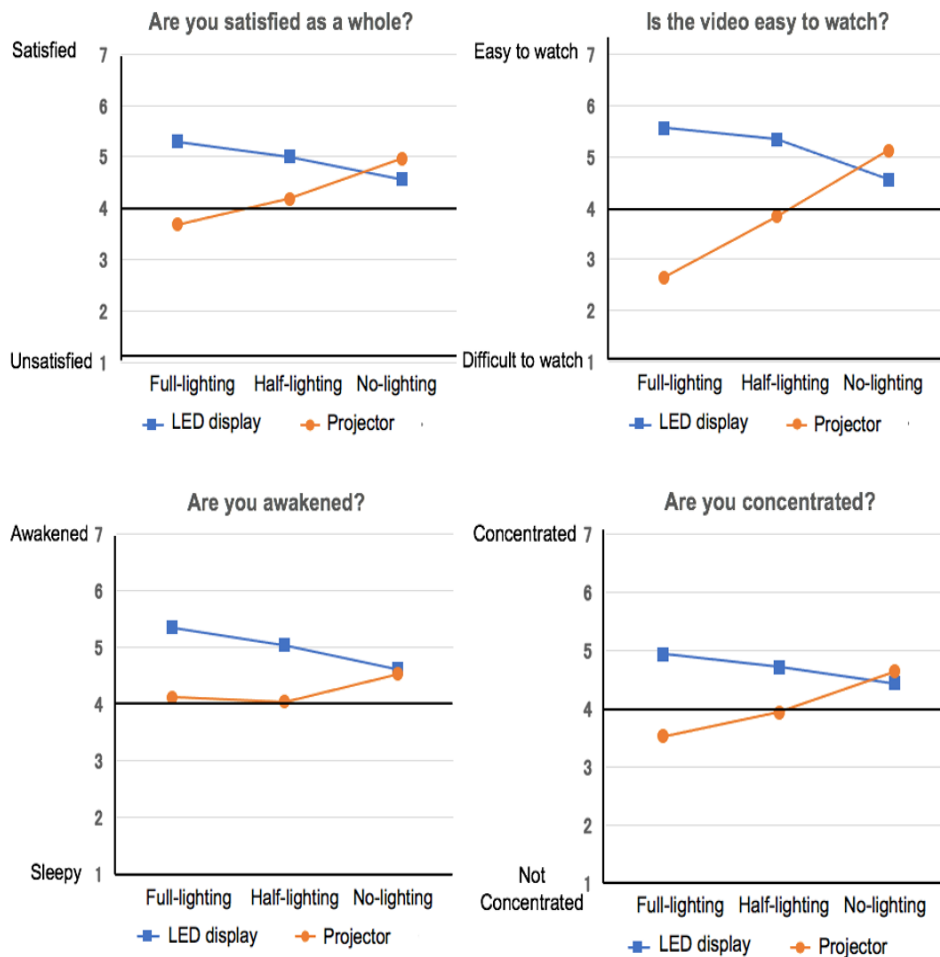 Are you satisfied as a whole?
Satisfied 7
6
5
4
3
2
Unsatisfied 1
Full-lighting Half-lighting No-lighting
LED display Projector
Is the video easy to watch?
Easy to watch 7
6
5
4
3
2
Difficult to watch 1
Full-lighting Half-lighting No-lighting
LED display Projector
Are you awakened?
Awakened 7
6
5
4
3
2
Sleepy 1
Full-lighting Half-lighting No-lighting
LED display Projector
Are you concentrated?
Concentrated 7
6
5
4
3
2
Not
Concentrated 1
Full-lighting Half-lighting No-lighting
LED display Projector